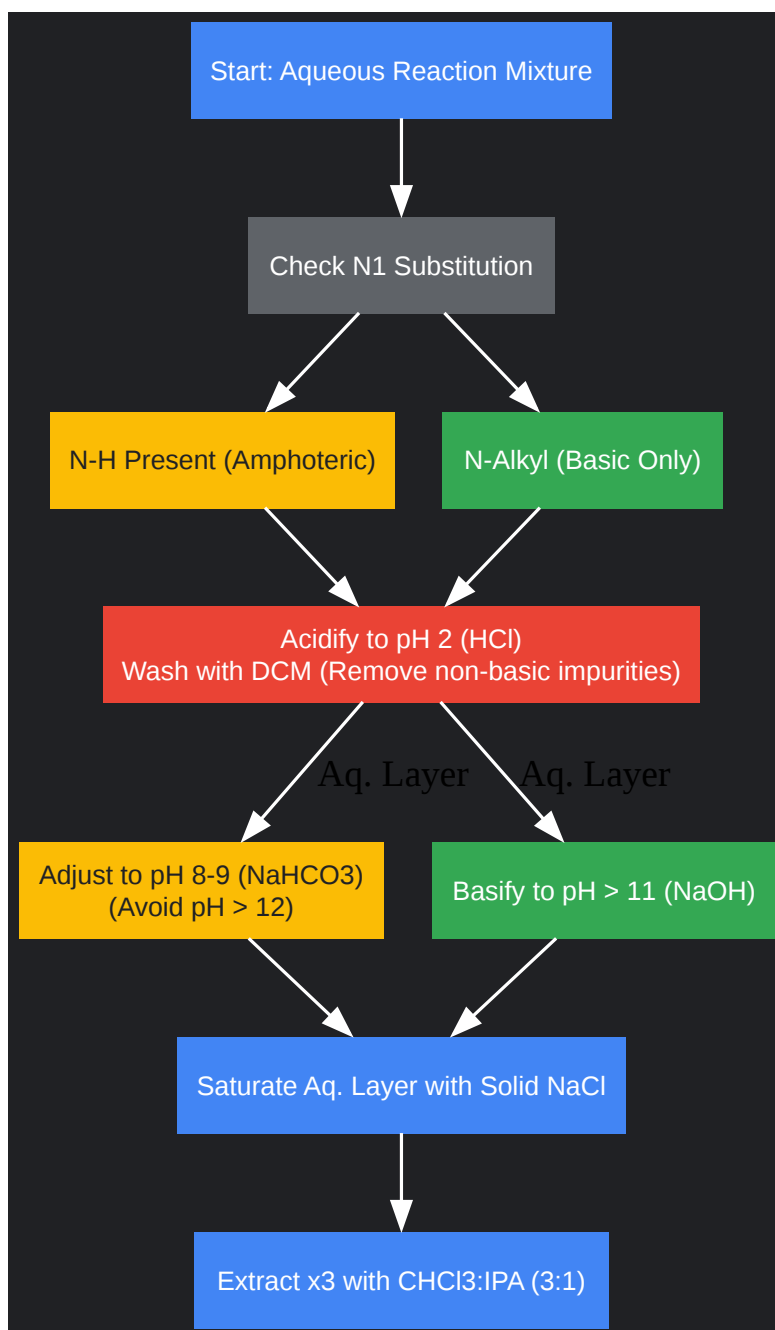 Start: Aqueous Reaction Mixture
Check N1 Substitution
N-H Present (Amphoteric)
N-Alkyl (Basic Only)
Acidify to pH 2 (HCl)
Wash with DCM (Remove non-basic impurities)
Aq. Layer
Aq. Layer
Adjust to pH 8-9 (NaHCO3)
(Avoid pH > 12)
Basify to pH > 11 (NaOH)
Saturate Aq. Layer with Solid NaCl
Extract x3 with CHCl3:IPA (3:1)